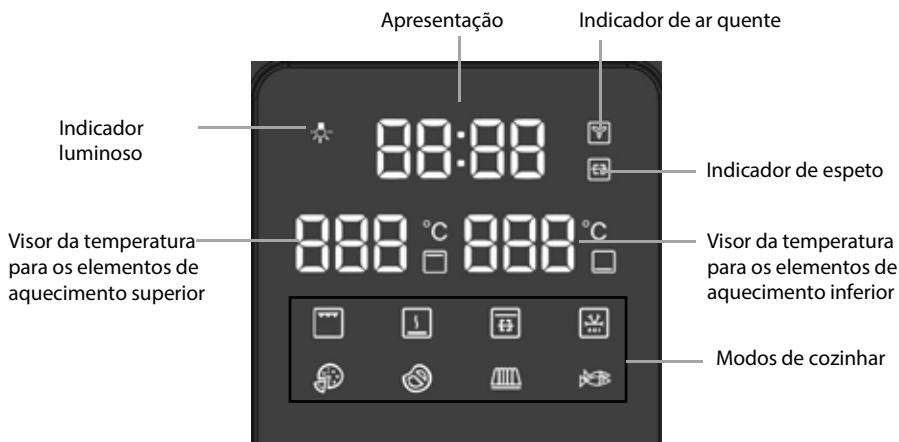 Apresentação
Indicador de ar quente
Indicador
luminoso
88:88
Indicador de espeto
Visor da temperatura
para os elementos de
aquecimento superior
888 °C
888 °C
Visor da temperatura
para os elementos de
aquecimento inferior
Modos de cozinhar